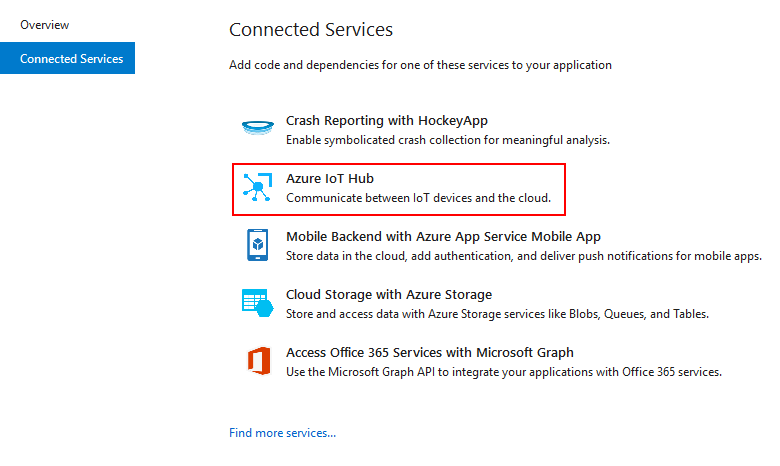 Overview
Connected Services
Connected Services
Add code and dependencies for one of these services to your application
Crash Reporting with HockeyApp
Enable symbolicated crash collection for meaningful analysis.
Azure IoT Hub
Communicate between IoT devices and the cloud.
Mobile Backend with Azure App Service Mobile App
Store data in the cloud, add authentication, and deliver push notifications for mobile apps.
Cloud Storage with Azure Storage
Store and access data with Azure Storage services like Blobs, Queues, and Tables.
Access Office 365 Services with Microsoft Graph
Use the Microsoft Graph API to integrate your applications with Office 365 services.
Find more services...